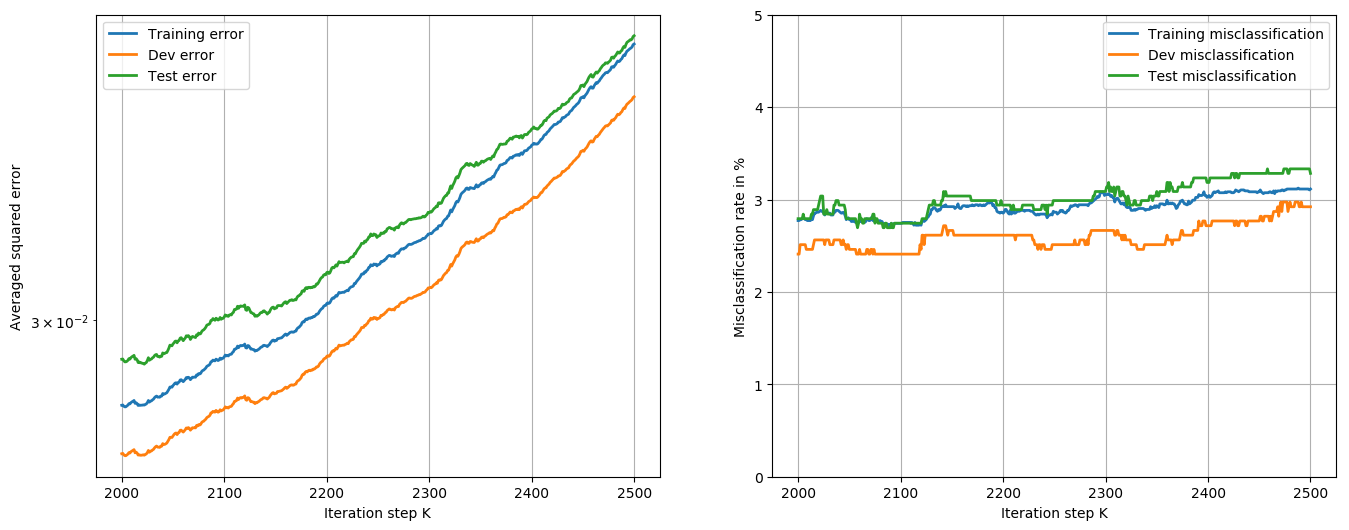 Training error
Dev error
Test error
Averaged squared error
3 × 10⁻²
2000 2100 2200 2300 2400 2500
Iteration step K
Training misclassification
Dev misclassification
Test misclassification
Misclassification rate in %
5
4
3
2
1
0
2000 2100 2200 2300 2400 2500
Iteration step K